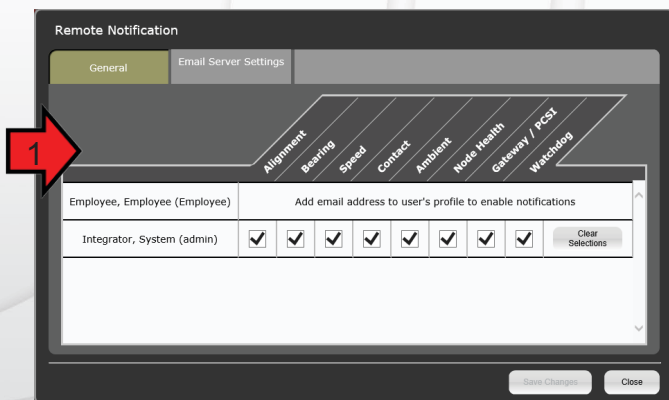 Remote Notification
General
Email Server Settings
1
Alignment
Bearing
Speed
Contact
Ambient
Node Health
Gateway / PCSI
Watchdog
Employee, Employee (Employee)
Add email address to user's profile to enable notifications
Integrator, System (admin)
Clear
Selections
Save Changes
Close